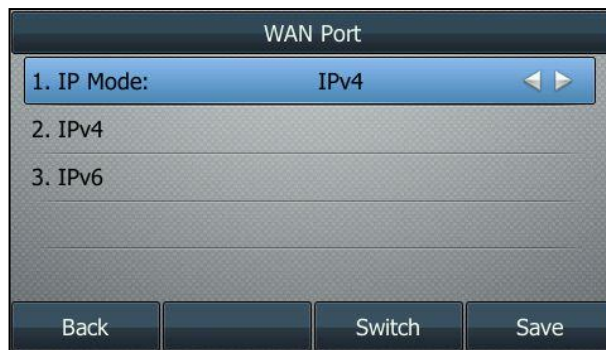 WAN Port
1. IP Mode: IPv4
2. IPv4
3. IPv6
Back Switch Save